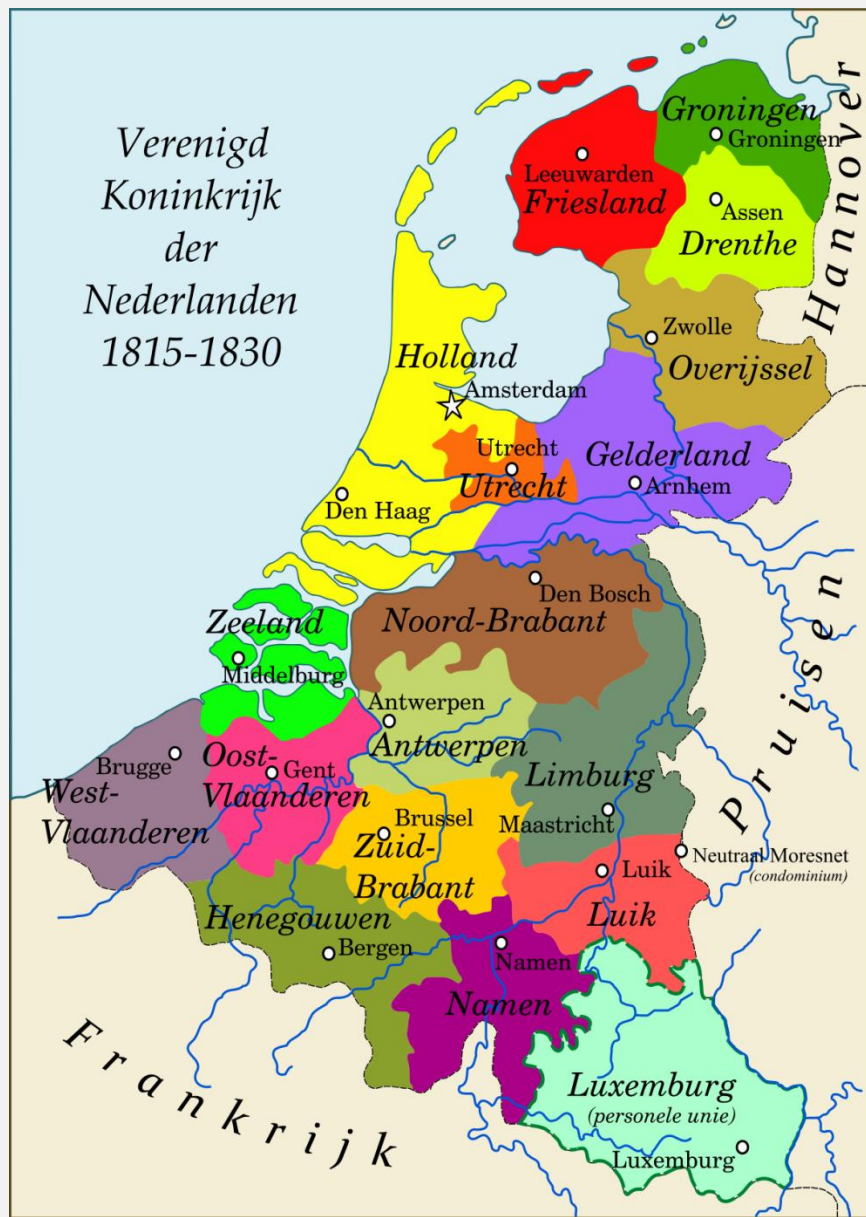 Verenigd
Koninkrijk
der
Nederlanden
1815-1830
Hannover
Groningen
Groningen
Leeuwarden
Friesland
Assen
Drenthe
Zwolle
Overijssel
Holland
Amsterdam
Utrecht
Utrecht
Gelderland
Arnhem
Den Haag
Pruisen
Den Bosch
Noord-Brabant
Zeeland
Middelburg
Antwerpen
Antwerpen
Brugge
West-
Vlaanderen
Oost-
Gent
Vlaanderen
Limburg
Maastricht
Brussel
Zuid-
Brabant
Neutraal Moresnet
(condominium)
Luik
Luik
Henegouwen
Bergen
Namen
Namen
Frankrijk
Luxemburg
(personele unie)
Luxemburg